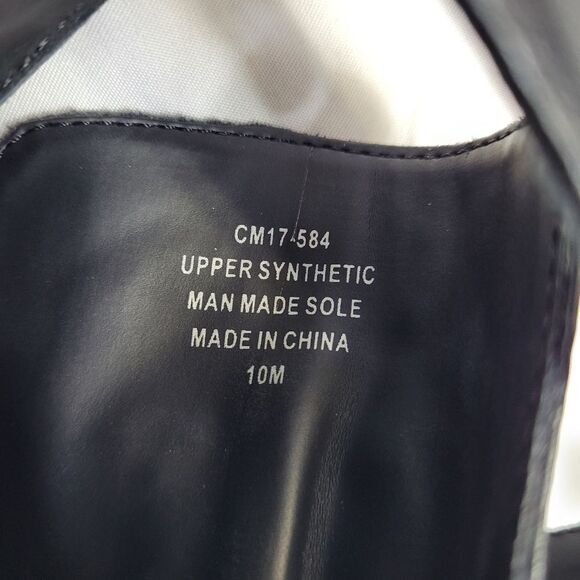 CM17-584
UPPER SYNTHETIC
MAN MADE SOLE
MADE IN CHINA
10M